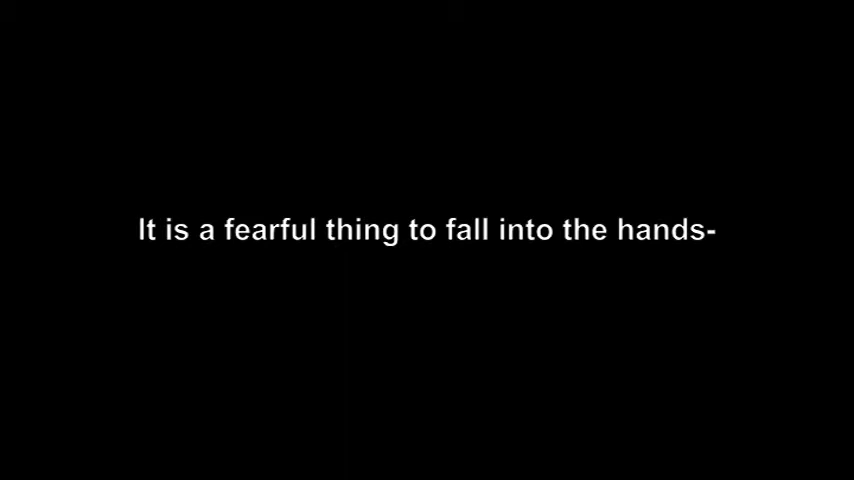 It is a fearful thing to fall into the hands-